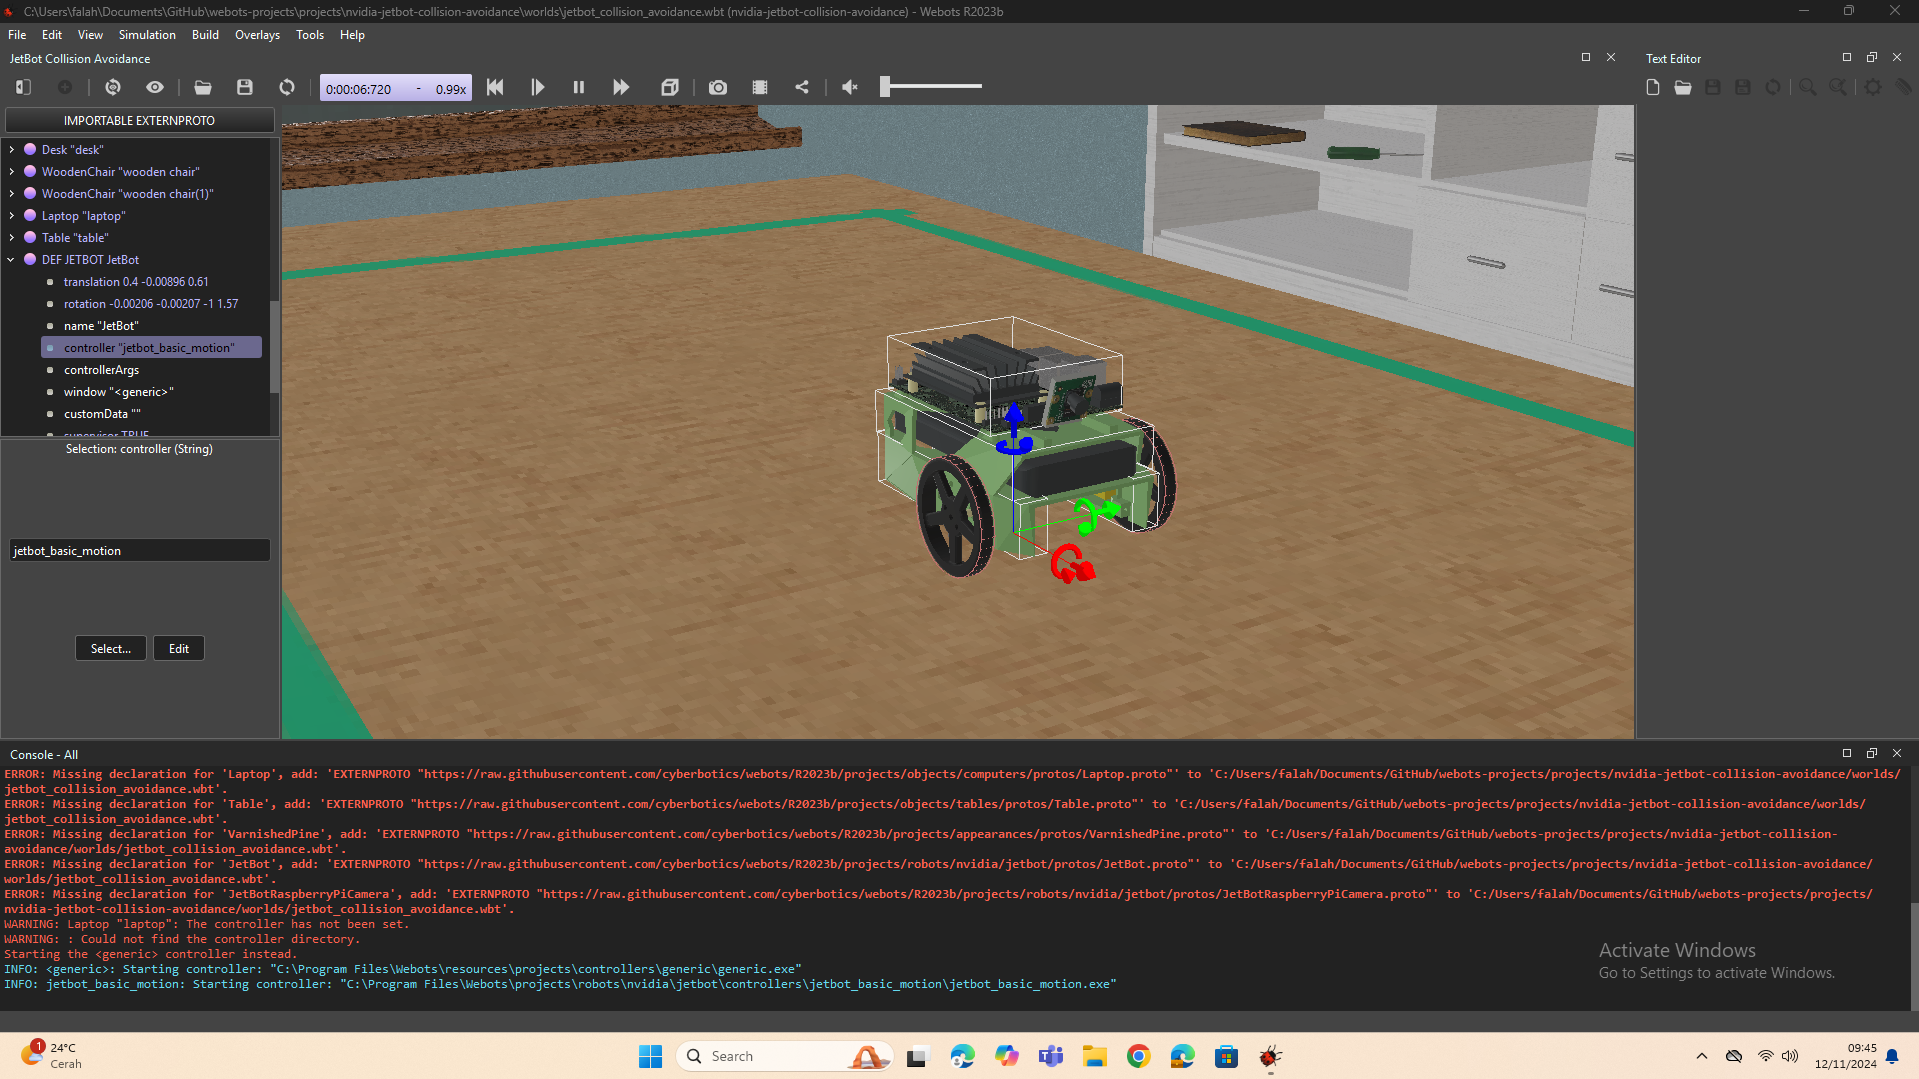 C:\Users\falah\Documents\GitHub\webots-projects\projects\nvidia-jetbot-collision-avoidance\worlds\jetbot_collision_avoidance.wbt (nvidia-jetbot-collision-avoidance) - Webots R2023b
File Edit View Simulation Build Overlays Tools Help
JetBot Collision Avoidance
Text Editor
0:00:06:720 - 0.99x
IMPORTABLE EXTERNPROTO
Desk "desk"
WoodenChair "wooden chair"
WoodenChair "wooden chair(1)"
Laptop "laptop"
Table "table"
DEF JETBOT JetBot
translation 0.4 -0.00896 0.61
rotation -0.00206 -0.00207 -1 1.57
name "JetBot"
controller "jetbot_basic_motion"
controllerArgs
window "<generic>"
customData ""
supervisor TRUE
Selection: controller (String)
jetbot_basic_motion
Select... Edit
Console - All
ERROR: Missing declaration for 'Laptop', add: 'EXTERNPROTO "https://raw.githubusercontent.com/cyberbotics/webots/R2023b/projects/objects/computers/protos/Laptop.proto"' to 'C:/Users/falah/Documents/GitHub/webots-projects/projects/nvidia-jetbot-collision-avoidance/worlds/
jetbot_collision_avoidance.wbt'.
ERROR: Missing declaration for 'Table', add: 'EXTERNPROTO "https://raw.githubusercontent.com/cyberbotics/webots/R2023b/projects/objects/tables/protos/Table.proto"' to 'C:/Users/falah/Documents/GitHub/webots-projects/projects/nvidia-jetbot-collision-avoidance/worlds/
jetbot_collision_avoidance.wbt'.
ERROR: Missing declaration for 'VarnishedPine', add: 'EXTERNPROTO "https://raw.githubusercontent.com/cyberbotics/webots/R2023b/projects/appearances/protos/VarnishedPine.proto"' to 'C:/Users/falah/Documents/GitHub/webots-projects/projects/nvidia-jetbot-collision-
avoidance/worlds/jetbot_collision_avoidance.wbt'.
ERROR: Missing declaration for 'JetBot', add: 'EXTERNPROTO "https://raw.githubusercontent.com/cyberbotics/webots/R2023b/projects/robots/nvidia/jetbot/protos/JetBot.proto"' to 'C:/Users/falah/Documents/GitHub/webots-projects/projects/nvidia-jetbot-collision-avoidance/
worlds/jetbot_collision_avoidance.wbt'.
ERROR: Missing declaration for 'JetBotRaspberryPiCamera', add: 'EXTERNPROTO "https://raw.githubusercontent.com/cyberbotics/webots/R2023b/projects/robots/nvidia/jetbot/protos/JetBotRaspberryPiCamera.proto"' to 'C:/Users/falah/Documents/GitHub/webots-projects/projects/
nvidia-jetbot-collision-avoidance/worlds/jetbot_collision_avoidance.wbt'.
WARNING: Laptop "laptop": The controller has not been set.
WARNING: : Could not find the controller directory.
Starting the <generic> controller instead.
INFO: <generic>: Starting controller: "C:\Program Files\Webots\resources\projects\controllers\generic\generic.exe"
INFO: jetbot_basic_motion: Starting controller: "C:\Program Files\Webots\projects\robots\nvidia\jetbot\controllers\jetbot_basic_motion\jetbot_basic_motion.exe"
Activate Windows
Go to Settings to activate Windows.
1
24°C
Cerah
Search
09:45
12/11/2024